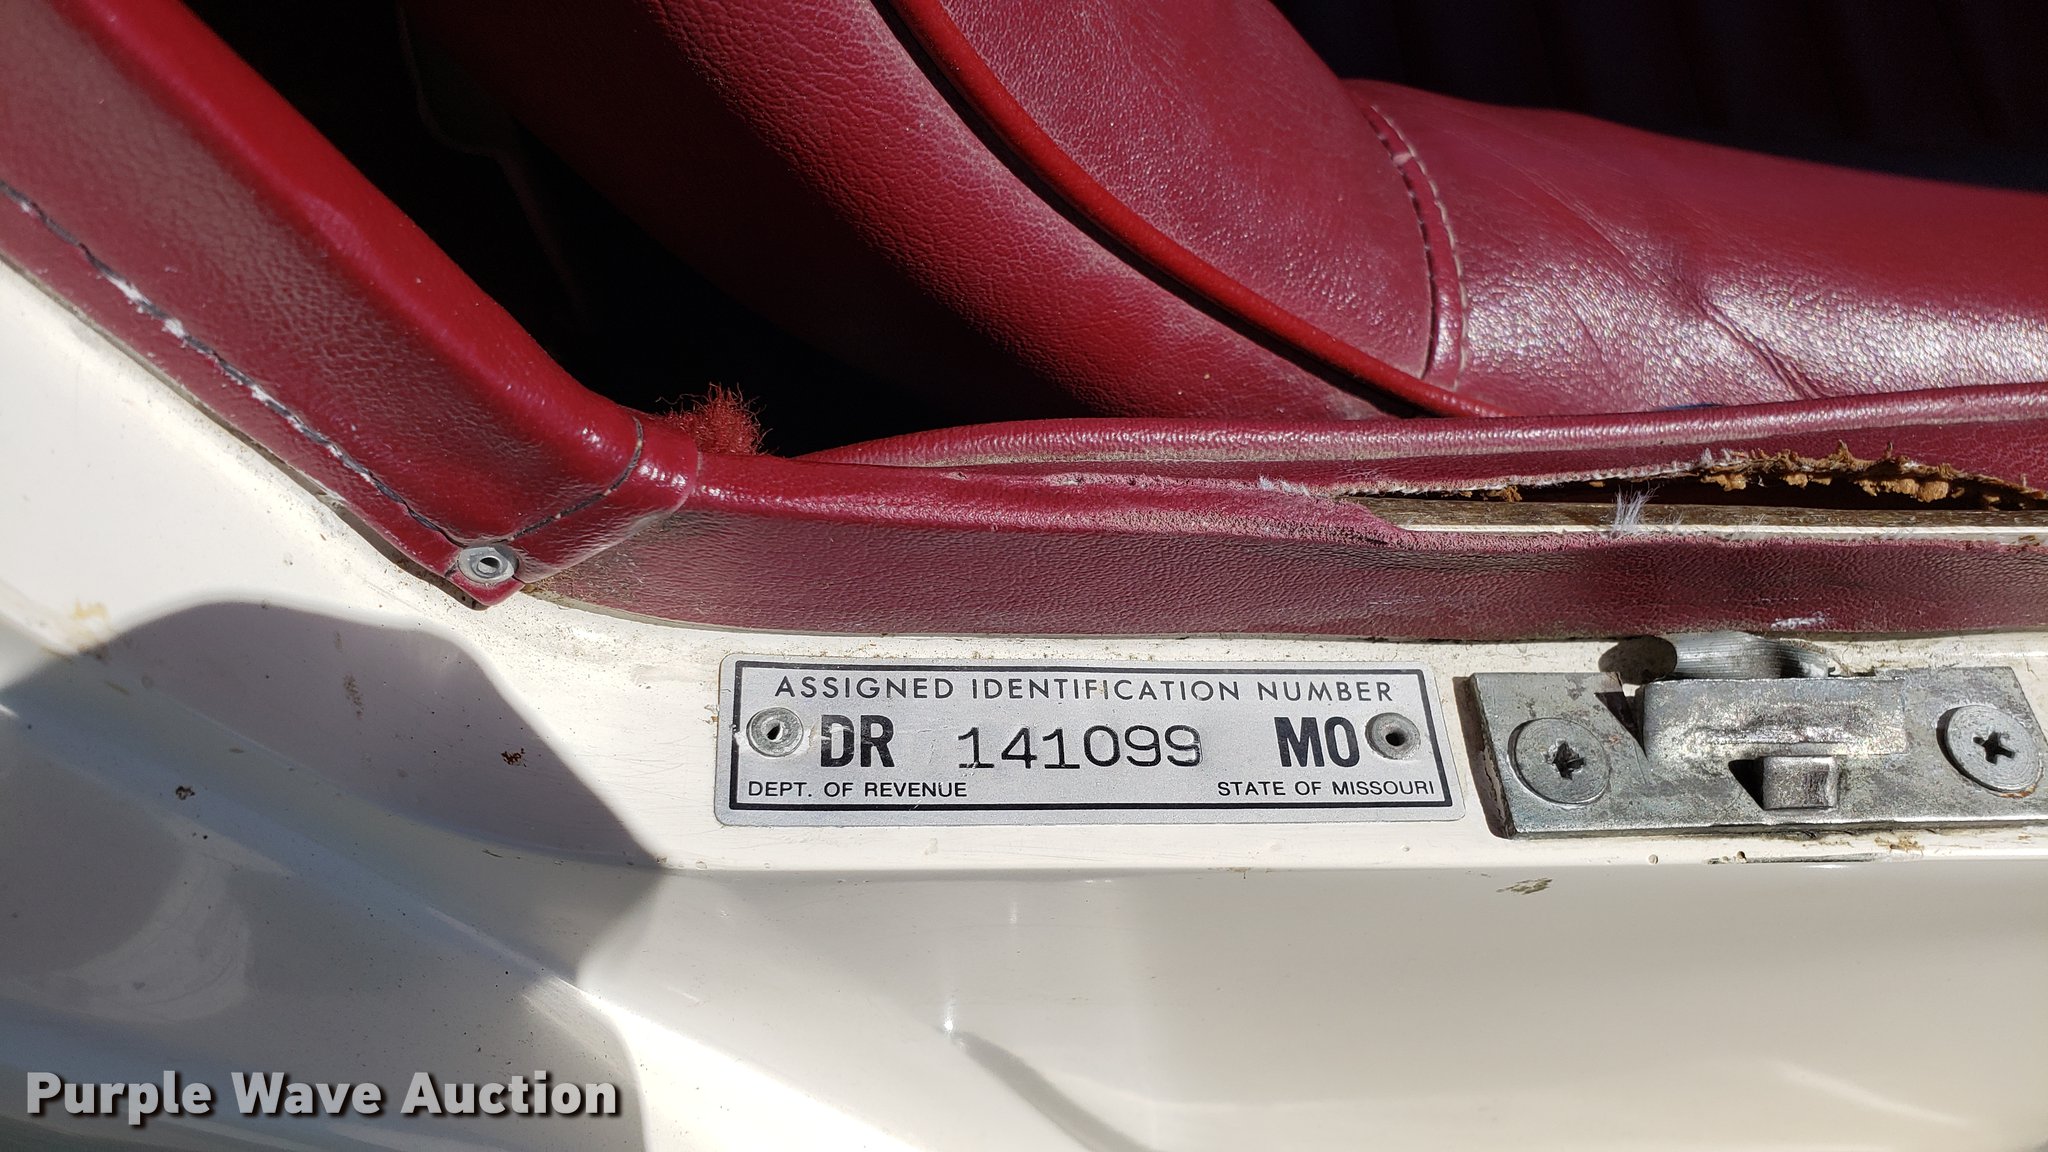 ASSIGNED IDENTIFICATION NUMBER
DR 141099 MO
DEPT. OF REVENUE STATE OF MISSOURI
Purple Wave Auction